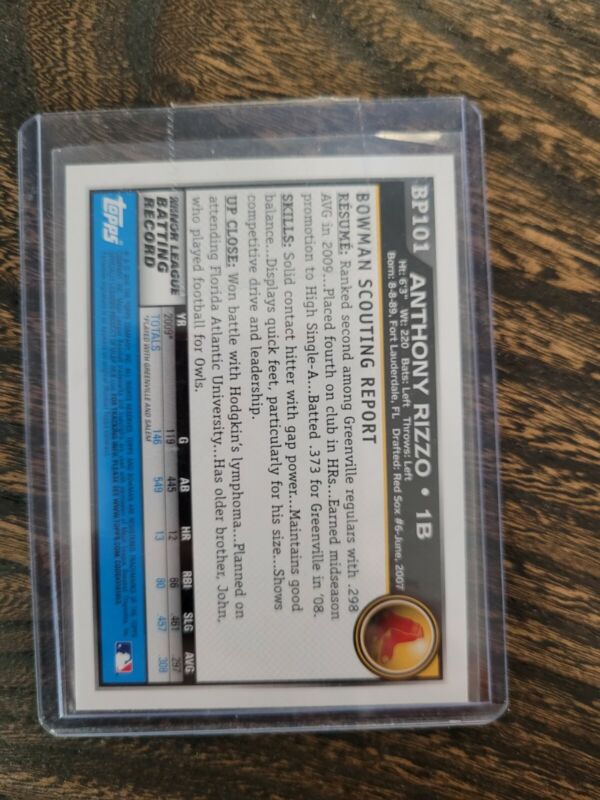 BP101 ANTHONY RIZZO • 1B
Ht: 6'3" Wt: 220 Bats: Left Throws: Left
Born: 8-8-89, Fort Lauderdale, FL Drafted: Red Sox #6-June, 2007
BOWMAN SCOUTING REPORT
RÉSUMÉ: Ranked second among Greenville regulars with .298
AVG in 2009...Placed fourth on club in HRs...Earned midseason
promotion to High Single-A...Batted .373 for Greenville in '08.
SKILLS: Solid contact hitter with gap power...Maintains good
balance...Displays quick feet, particularly for his size...Shows
competitive drive and leadership.
UP CLOSE: Won battle with Hodgkin's lymphoma...Planned on
attending Florida Atlantic University...Has older brother, John,
who played football for Owls.
MINOR LEAGUE
BATTING
RECORD
YR G AB HR RBI SLG AVG.
2009* 119 445 12 66 .461 .297
TOTALS 146 549 13 80 .457 .308
*PLAYED WITH GREENVILLE AND SALEM
topps